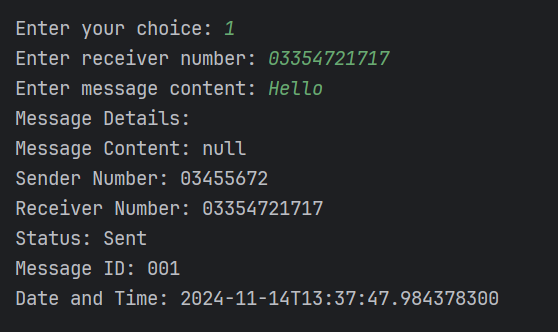 Enter your choice: 1
Enter receiver number: 03354721717
Enter message content: Hello
Message Details:
Message Content: null
Sender Number: 03455672
Receiver Number: 03354721717
Status: Sent
Message ID: 001
Date and Time: 2024-11-14T13:37:47.984378300